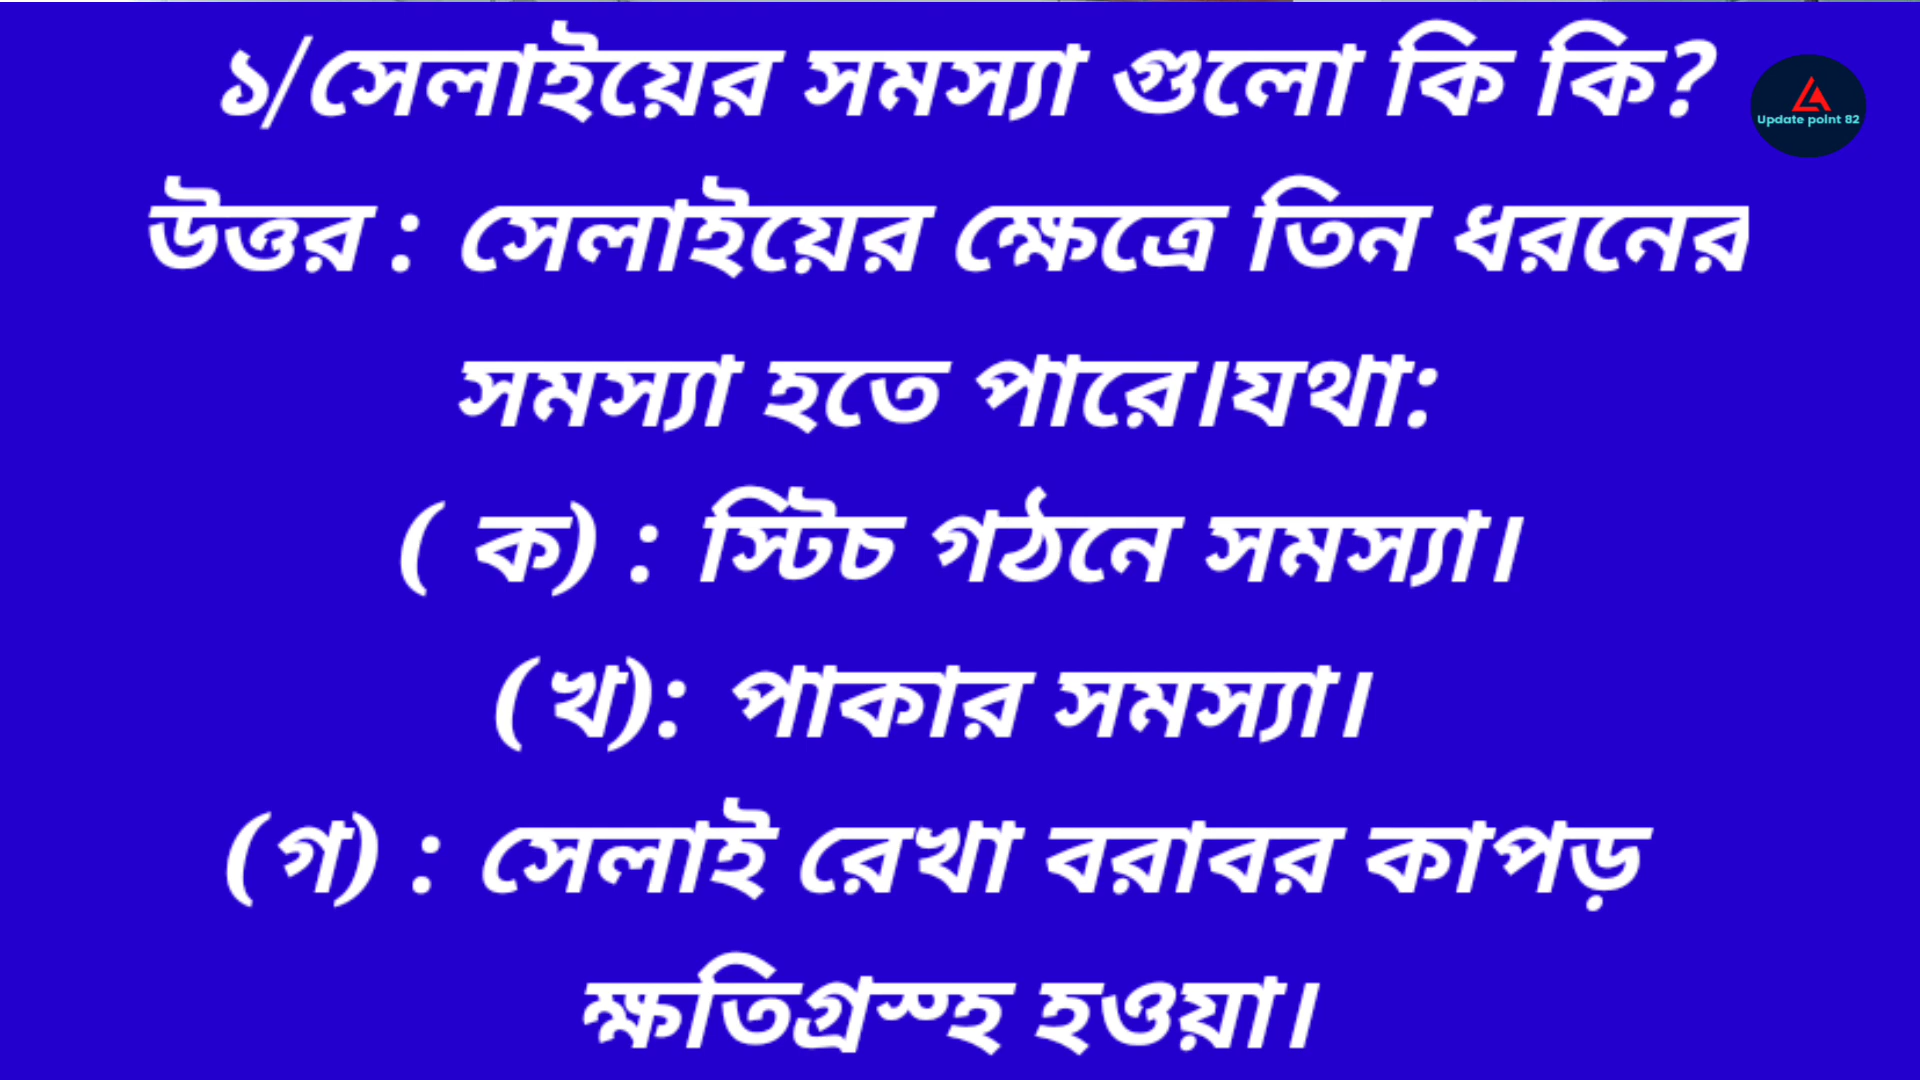 ১/সেলাইয়ের সমস্যা গুলো কি কি?
Update point 82
উত্তর : সেলাইয়ের ক্ষেত্রে তিন ধরনের
সমস্যা হতে পারে।যথা:
( ক) : স্টিচ গঠনে সমস্যা।
(খ): পাকার সমস্যা।
(গ) : সেলাই রেখা বরাবর কাপড়
ক্ষতিগ্রস্হ হওয়া।